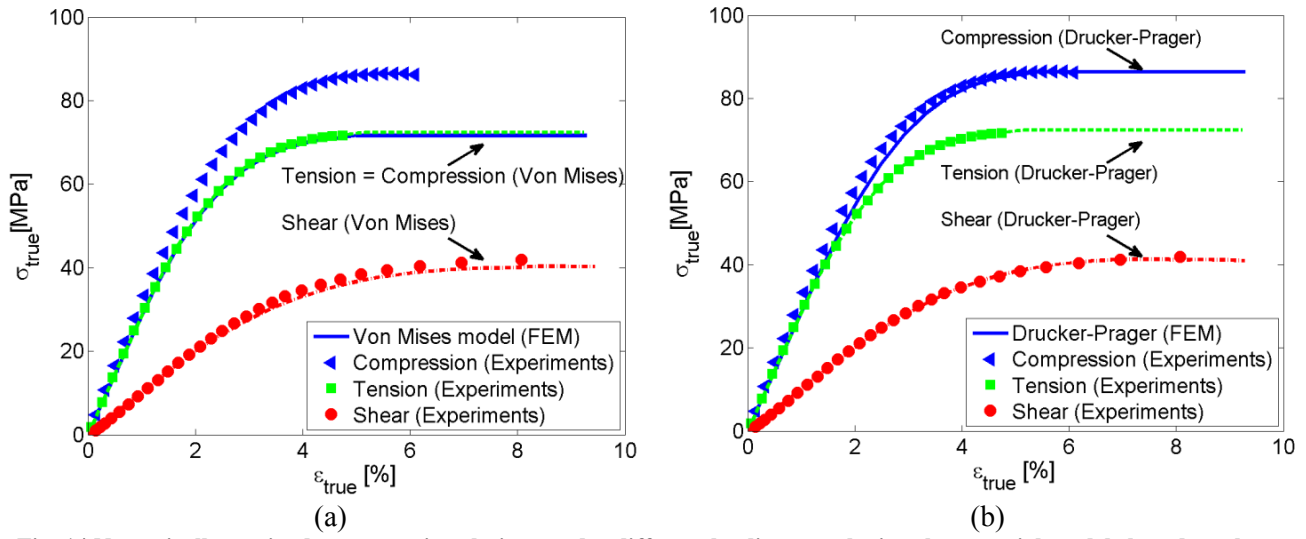 100
80
60
40
20
0
0
2
4
6
8
10
σtrue[MPa]
εtrue [%]
Tension = Compression (Von Mises)
Shear (Von Mises)
Von Mises model (FEM)
Compression (Experiments)
Tension (Experiments)
Shear (Experiments)
(a)
100
80
60
40
20
0
0
2
4
6
8
10
σtrue [MPa]
εtrue [%]
Compression (Drucker-Prager)
Tension (Drucker-Prager)
Shear (Drucker-Prager)
Drucker-Prager (FEM)
Compression (Experiments)
Tension (Experiments)
Shear (Experiments)
(b)